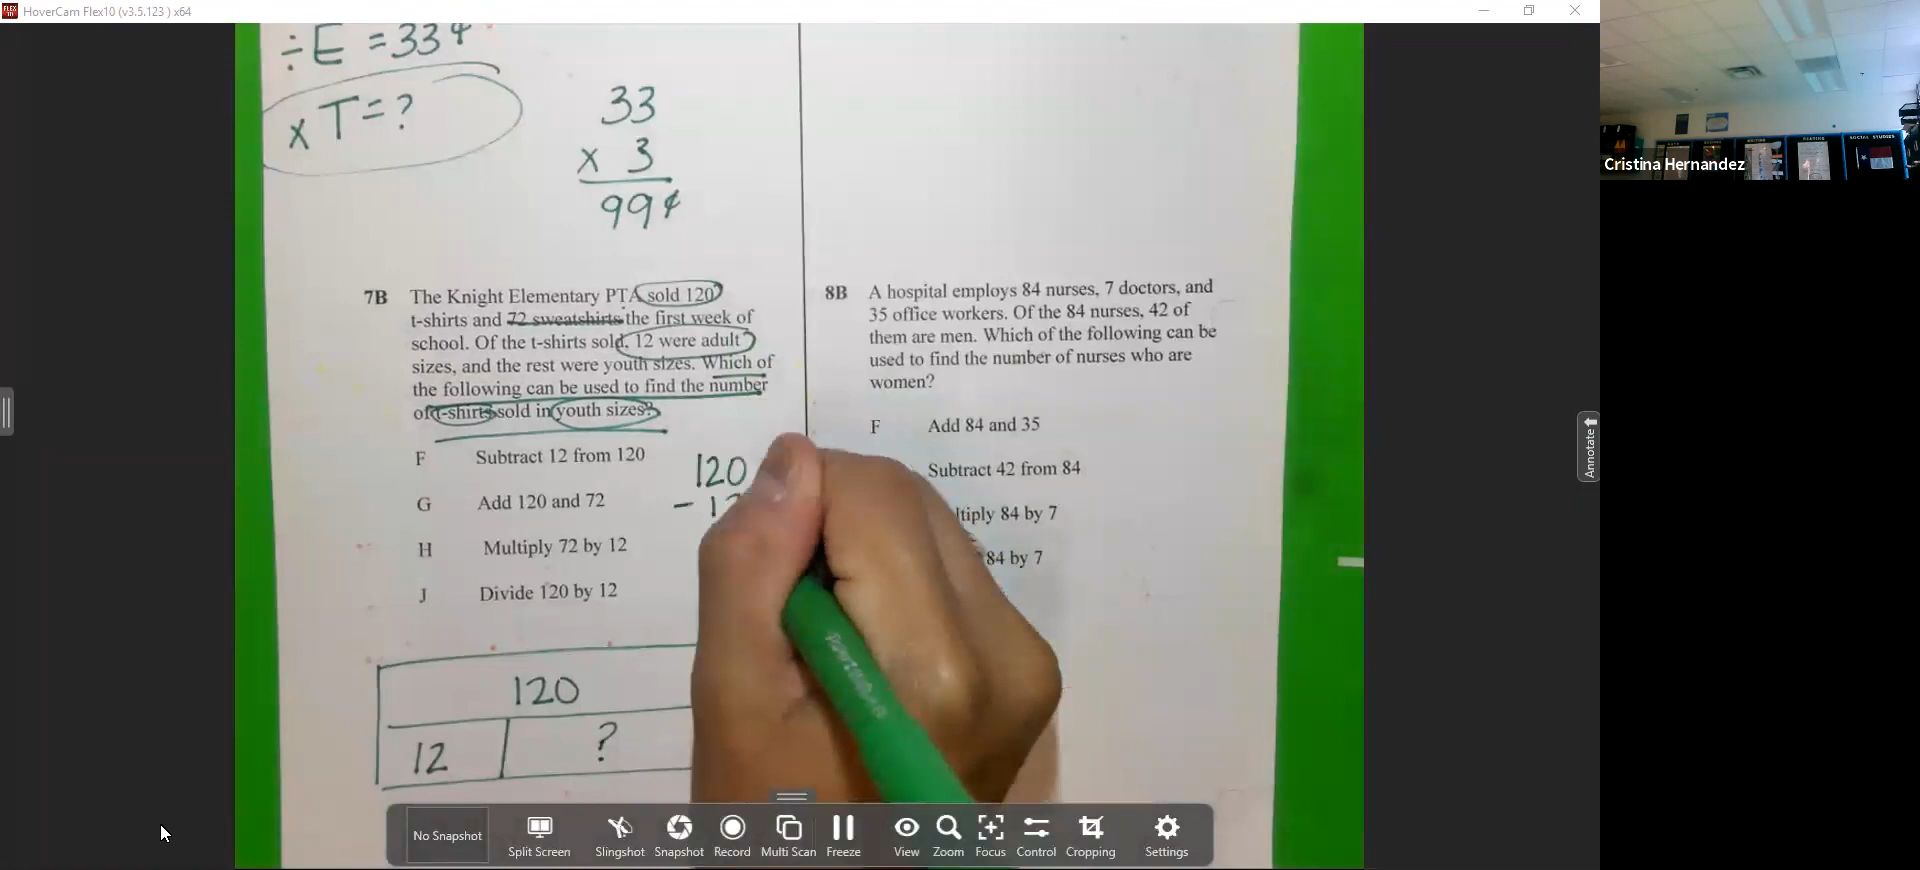 HoverCam Flex10 (v3.5.123 ) x64
÷E =33¢
x T=?
33
x 3
99¢
7B The Knight Elementary PTA sold 120
t-shirts and 72 sweatshirts the first week of
school. Of the t-shirts sold, 12 were adult
sizes, and the rest were youth sizes. Which of
the following can be used to find the number
of t-shirts sold in youth sizes?
F Subtract 12 from 120
G Add 120 and 72
H Multiply 72 by 12
J Divide 120 by 12
120
- 12
120
12 ?
8B A hospital employs 84 nurses, 7 doctors, and
35 office workers. Of the 84 nurses, 42 of
them are men. Which of the following can be
used to find the number of nurses who are
women?
F Add 84 and 35
Subtract 42 from 84
ltiply 84 by 7
84 by 7
Cristina Hernandez
READING
SOCIAL STUDIES
Annotate
No Snapshot
Split Screen
Slingshot
Snapshot
Record
Multi Scan
Freeze
View
Zoom
Focus
Control
Cropping
Settings